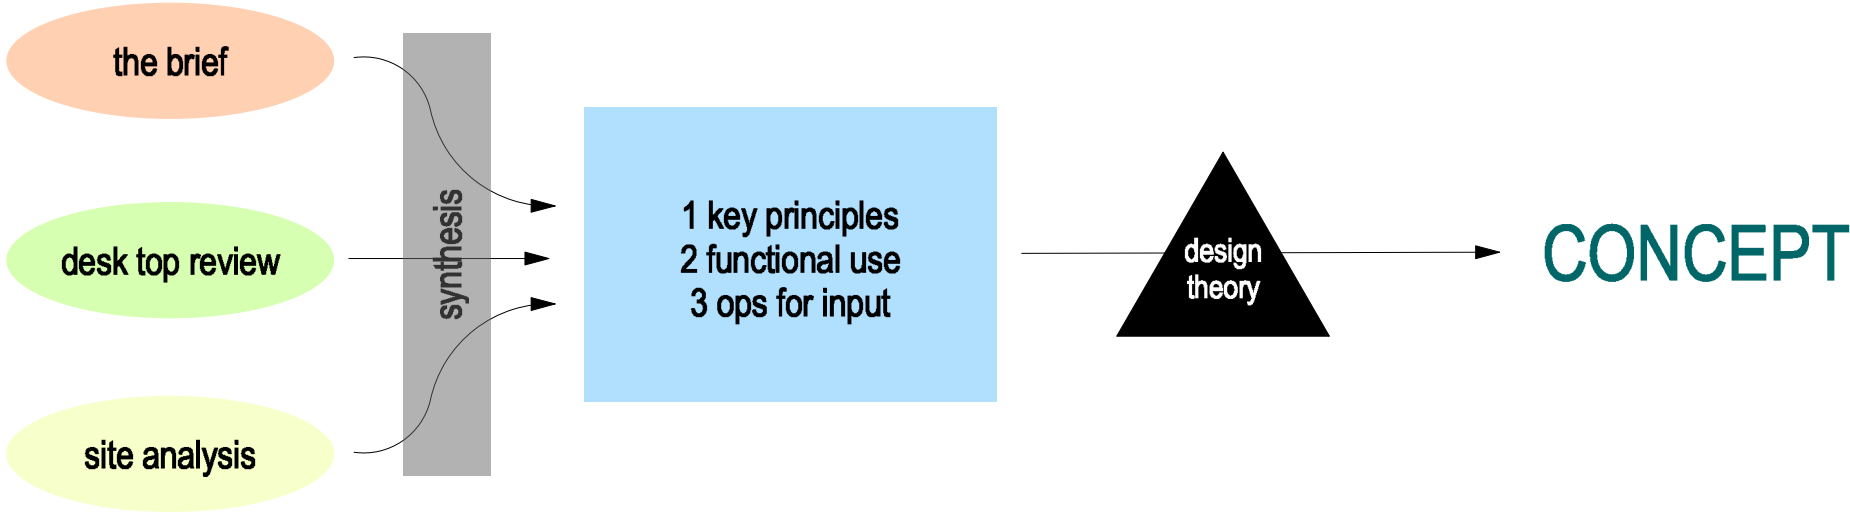 the brief
desk top review
site analysis
synthesis
1 key principles
2 functional use
3 ops for input
design
theory
CONCEPT